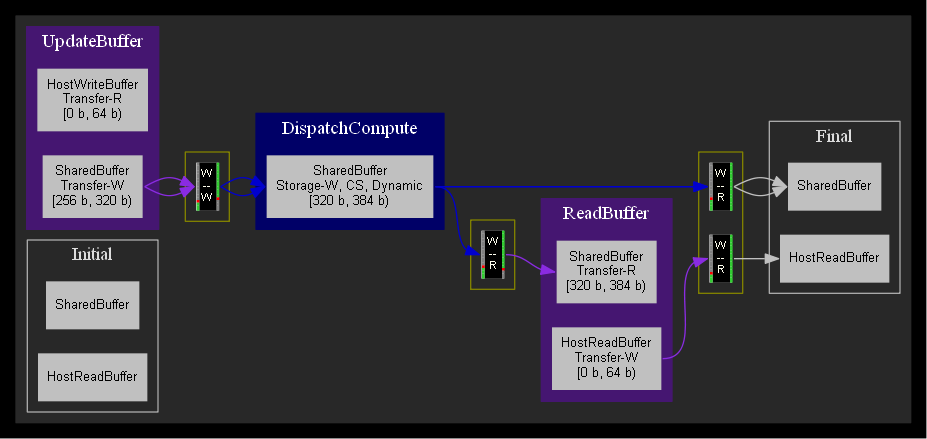 UpdateBuffer
HostWriteBuffer
Transfer-R
[0 b, 64 b)
SharedBuffer
Transfer-W
[256 b, 320 b)
W
--
W
DispatchCompute
SharedBuffer
Storage-W, CS, Dynamic
[320 b, 384 b)
Initial
SharedBuffer
HostReadBuffer
W
--
R
ReadBuffer
SharedBuffer
Transfer-R
[320 b, 384 b)
HostReadBuffer
Transfer-W
[0 b, 64 b)
W
--
R
W
--
R
Final
SharedBuffer
HostReadBuffer